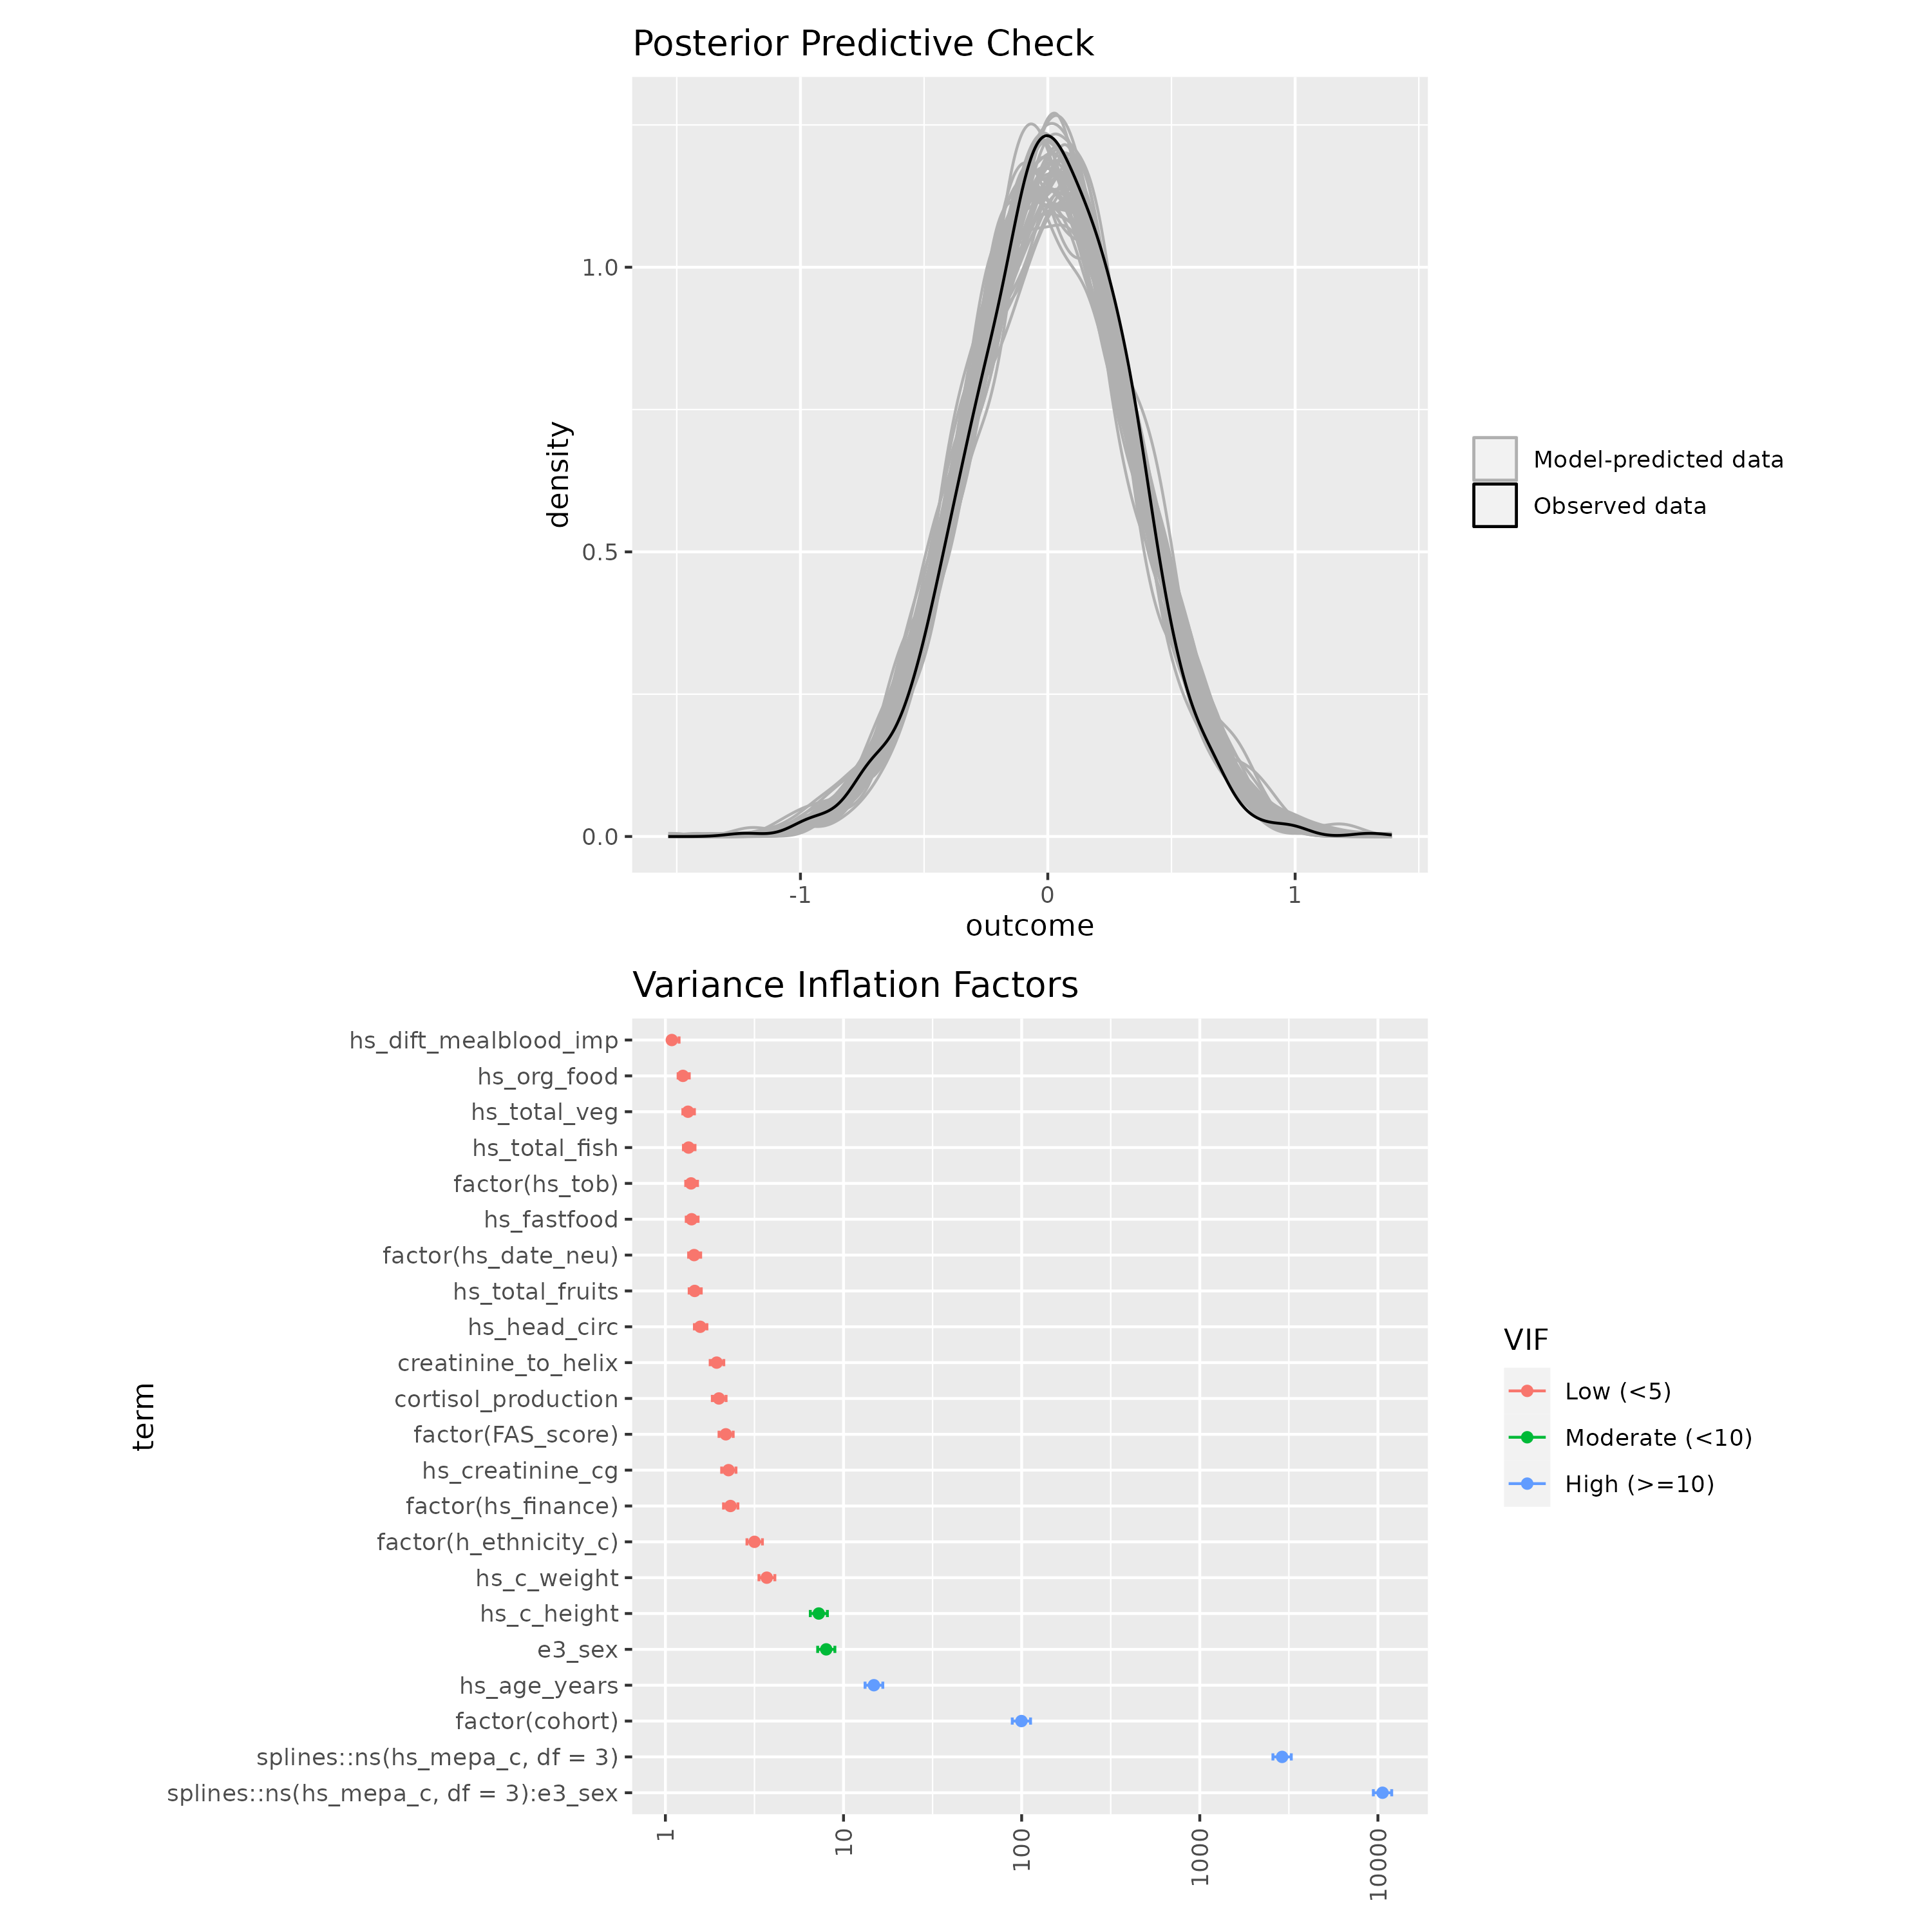 Posterior Predictive Check
density
1.0
0.5
0.0
-1
0
1
outcome
Model-predicted data
Observed data
Variance Inflation Factors
term
hs_dift_mealblood_imp
hs_org_food
hs_total_veg
hs_total_fish
factor(hs_tob)
hs_fastfood
factor(hs_date_neu)
hs_total_fruits
hs_head_circ
creatinine_to_helix
cortisol_production
factor(FAS_score)
hs_creatinine_cg
factor(hs_finance)
factor(h_ethnicity_c)
hs_c_weight
hs_c_height
e3_sex
hs_age_years
factor(cohort)
splines::ns(hs_mepa_c, df = 3)
splines::ns(hs_mepa_c, df = 3):e3_sex
1
10
100
1000
10000
VIF
Low (<5)
Moderate (<10)
High (>=10)